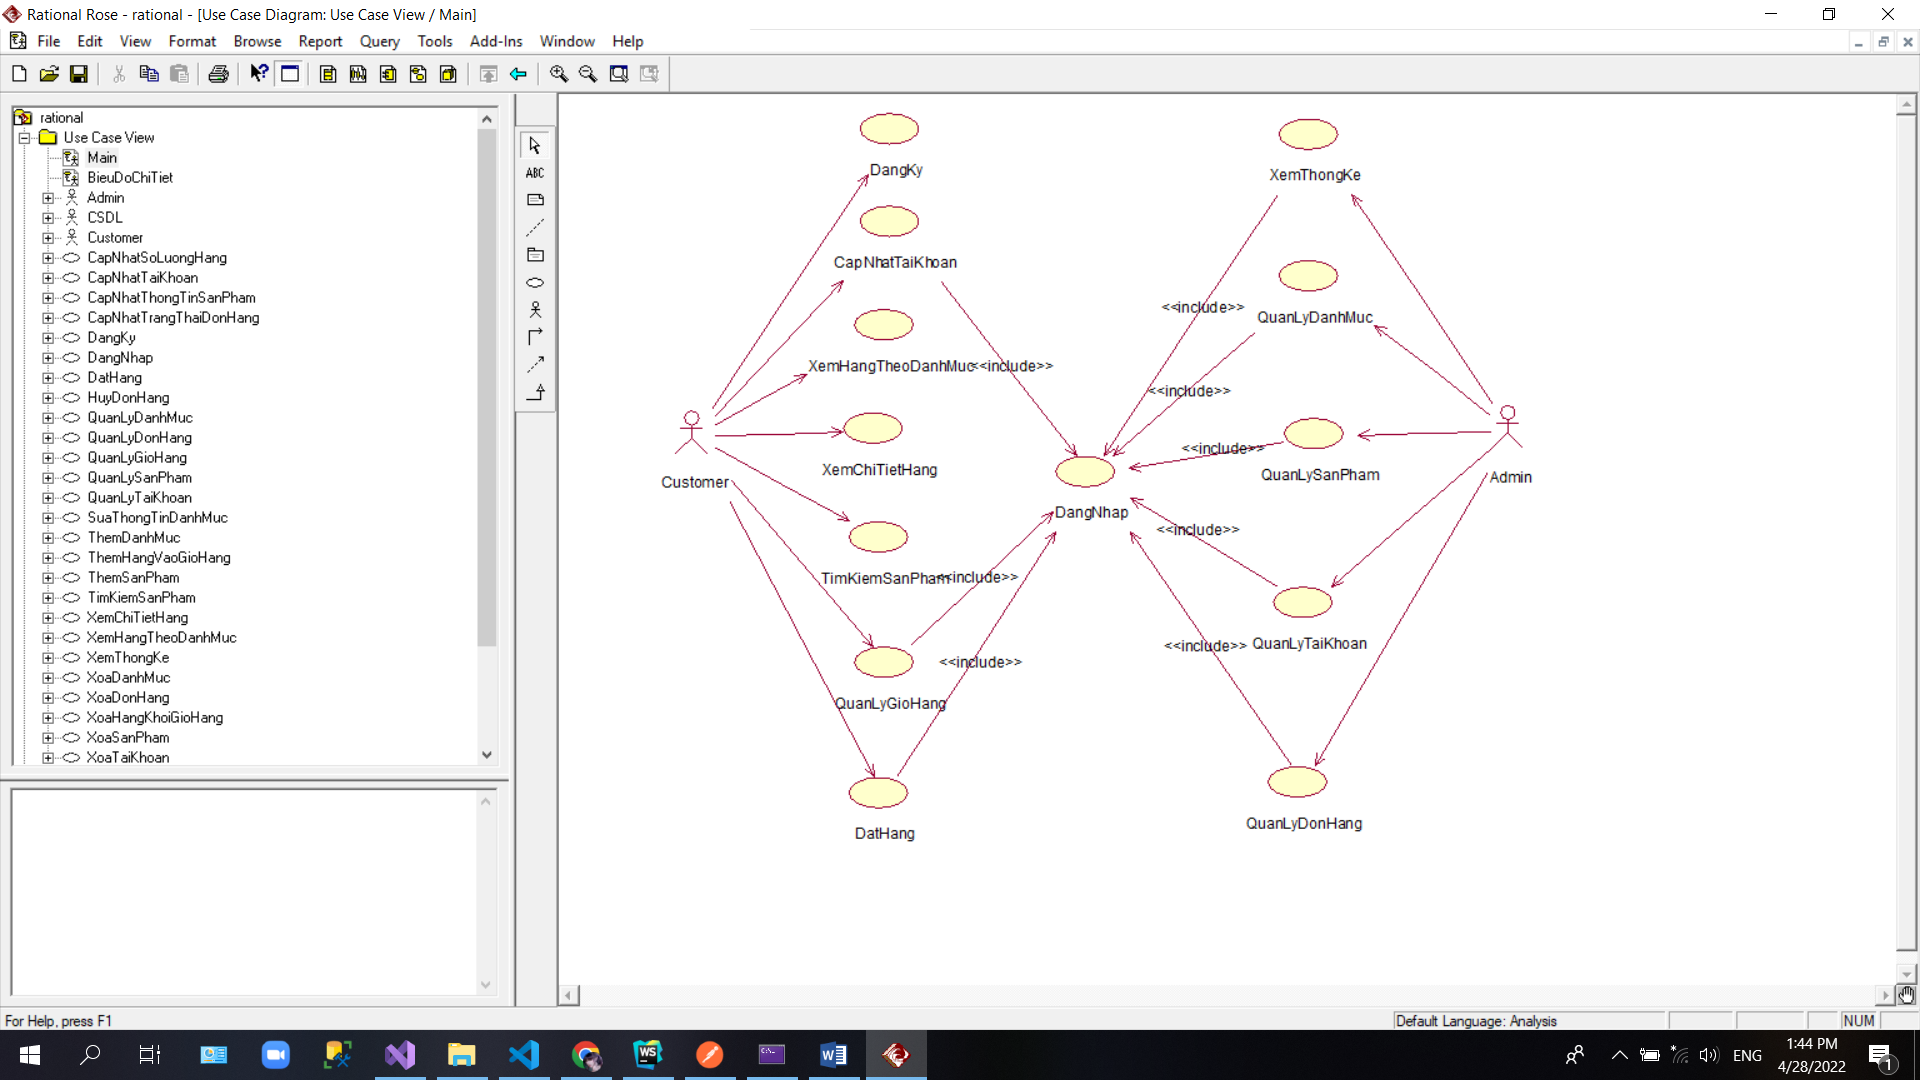 Rational Rose - rational - [Use Case Diagram: Use Case View / Main]
File Edit View Format Browse Report Query Tools Add-Ins Window Help
rational
Use Case View
Main
BieuDoChiTiet
Admin
CSDL
Customer
CapNhatSoLuongHang
CapNhatTaiKhoan
CapNhatThongTinSanPham
CapNhatTrangThaiDonHang
DangKy
DangNhap
DatHang
HuyDonHang
QuanLyDanhMuc
QuanLyDonHang
QuanLyGioHang
QuanLySanPham
QuanLyTaiKhoan
SuaThongTinDanhMuc
ThemDanhMuc
ThemHangVaoGioHang
ThemSanPham
TimKiemSanPham
XemChiTietHang
XemHangTheoDanhMuc
XemThongKe
XoaDanhMuc
XoaDonHang
XoaHangKhoiGioHang
XoaSanPham
XoaTaiKhoan
ABC
DangKy
XemThongKe
CapNhatTaiKhoan
<<include>>
QuanLyDanhMuc
XemHangTheoDanhMuc
<<include>>
<<include>>
<<include>>
XemChiTietHang
QuanLySanPham
Customer
Admin
DangNhap
<<include>>
TimKiemSanPham
<<include>>
<<include>>
QuanLyTaiKhoan
<<include>>
QuanLyGioHang
DatHang
QuanLyDonHang
For Help, press F1
Default Language: Analysis
NUM
WS
ENG
1:44 PM
4/28/2022
1